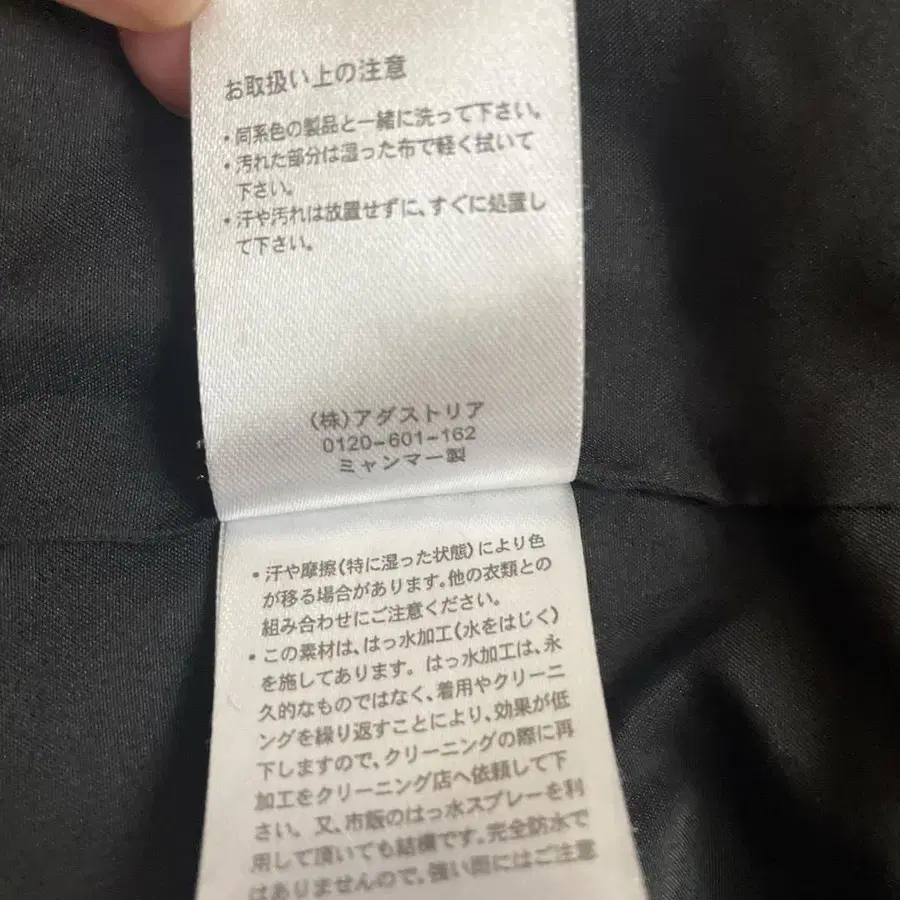 お取扱い上の注意
・同系色の製品と一緒に洗って下さい。
・汚れた部分は湿った布で軽く拭いて
下さい。
・汗や汚れは放置せずに、すぐに処置し
て下さい。
(株)アダストリア
0120-601-162
ミャンマー製
・汗や摩擦(特に湿った状態)により色
が移る場合があります。他の衣類との
組み合わせにご注意ください。
・この素材は、はっ水加工(水をはじく)
を施してあります。はっ水加工は、永
久的なものではなく、着用やクリーニ
ングを繰り返すことにより、効果が低
下しますので、クリーニングの際に再
加工をクリーニング店へ依頼して下
さい。又、市販のはっ水スプレーを利
用して頂いても結構です。完全防水で
はありませんので、強い雨にはご注意